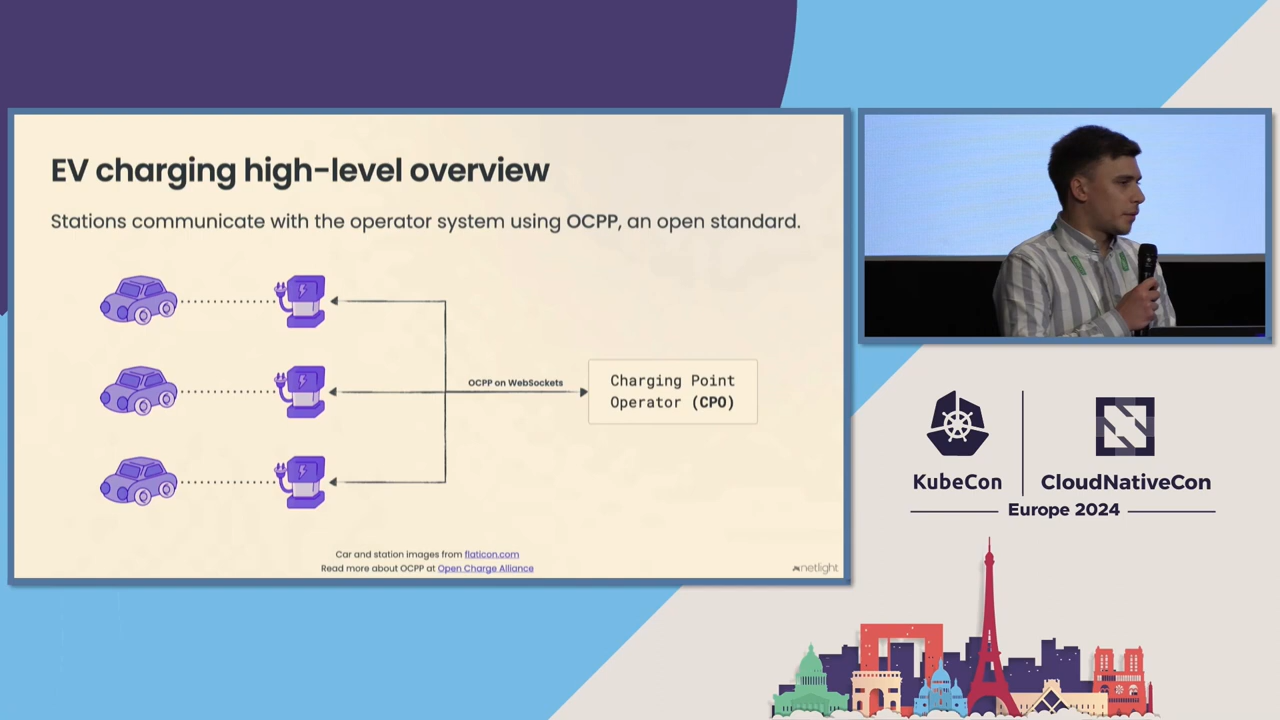 EV charging high-level overview
Stations communicate with the operator system using OCPP, an open standard.
OCPP on WebSockets
Charging Point
Operator (CPO)
Car and station images from flaticon.com
Read more about OCPP at Open Charge Alliance
netlight
KubeCon
CloudNativeCon
Europe 2024